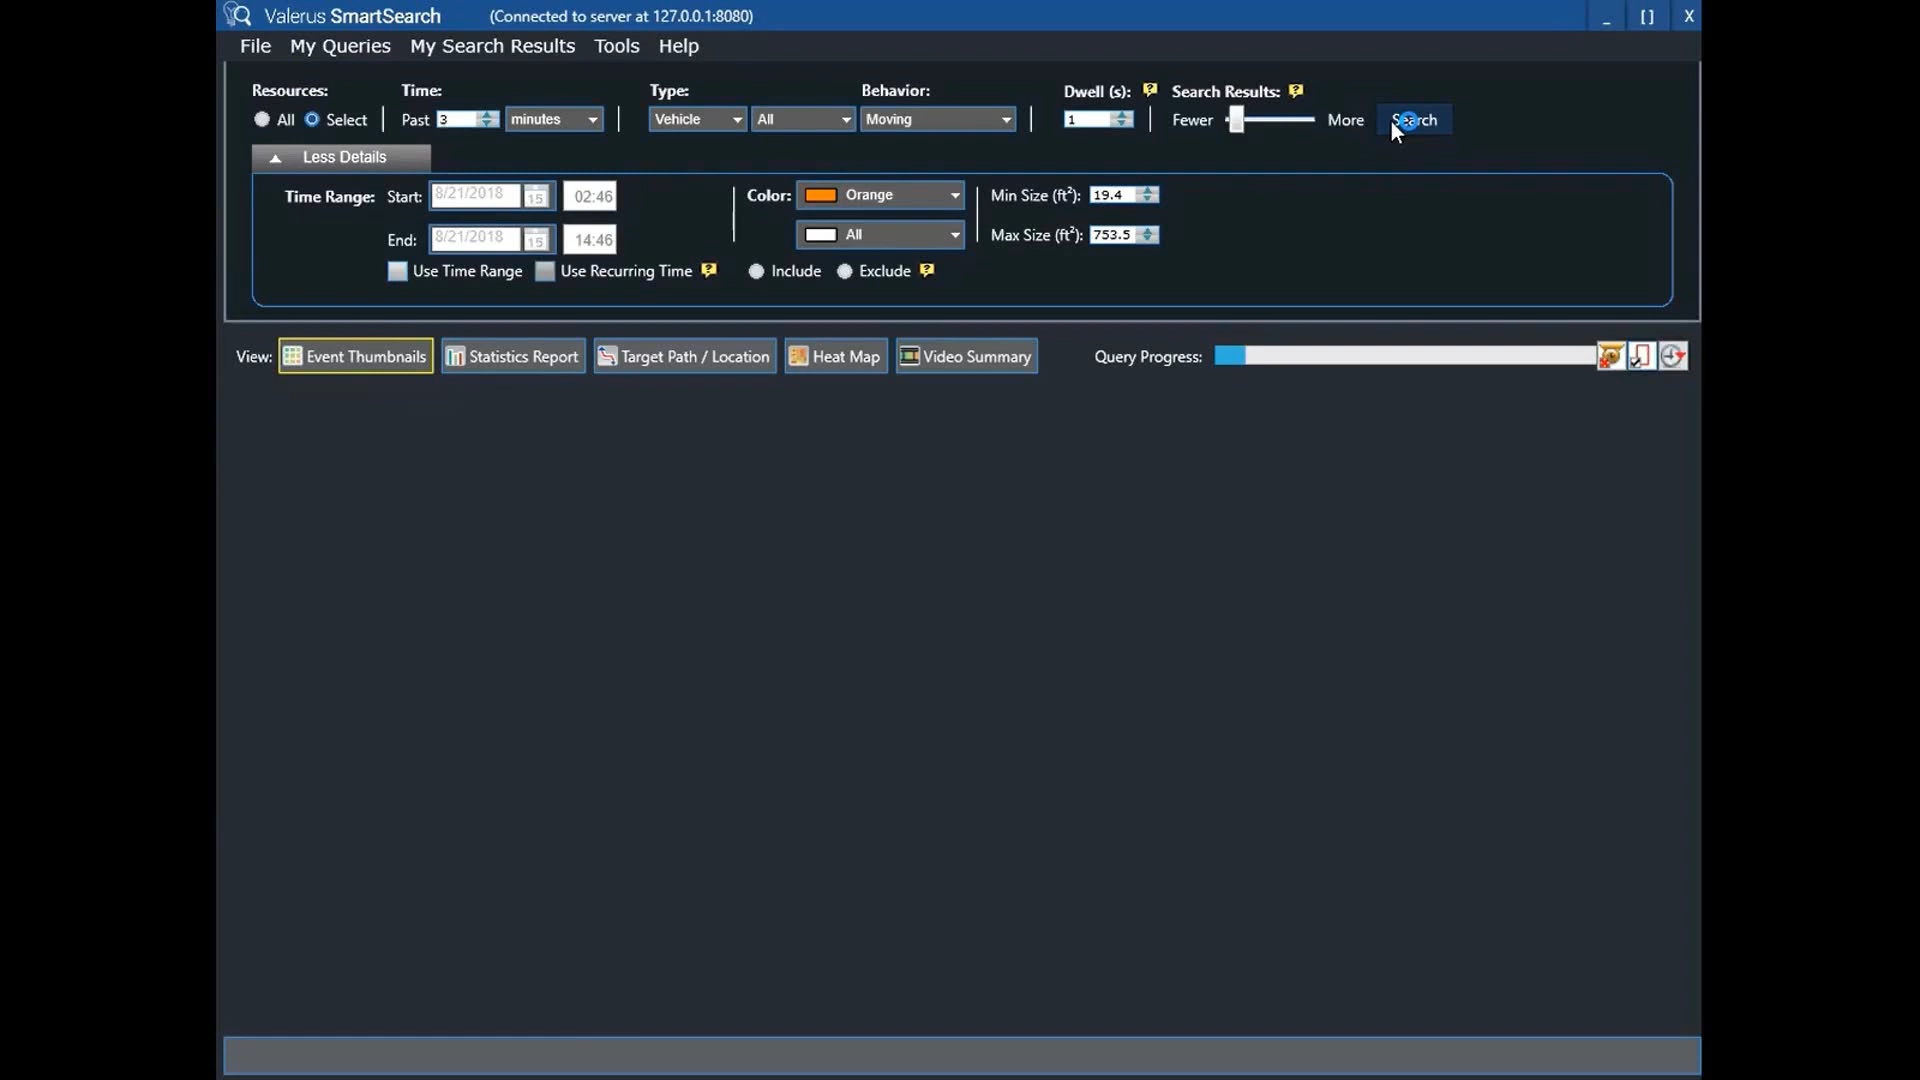 Valerus SmartSearch (Connected to server at 127.0.0.1:8080) _ [ ] X
File My Queries My Search Results Tools Help
Resources: Time: Type: Behavior: Dwell (s): ? Search Results: ?
All Select Past 3 minutes Vehicle All Moving 1 Fewer More Search
Less Details
Time Range: Start: 8/21/2018 15 02:46 Color: Orange Min Size (ft²): 19.4
End: 8/21/2018 15 14:46 All Max Size (ft²): 753.5
Use Time Range Use Recurring Time ? Include Exclude ?
View: Event Thumbnails Statistics Report Target Path / Location Heat Map Video Summary Query Progress: